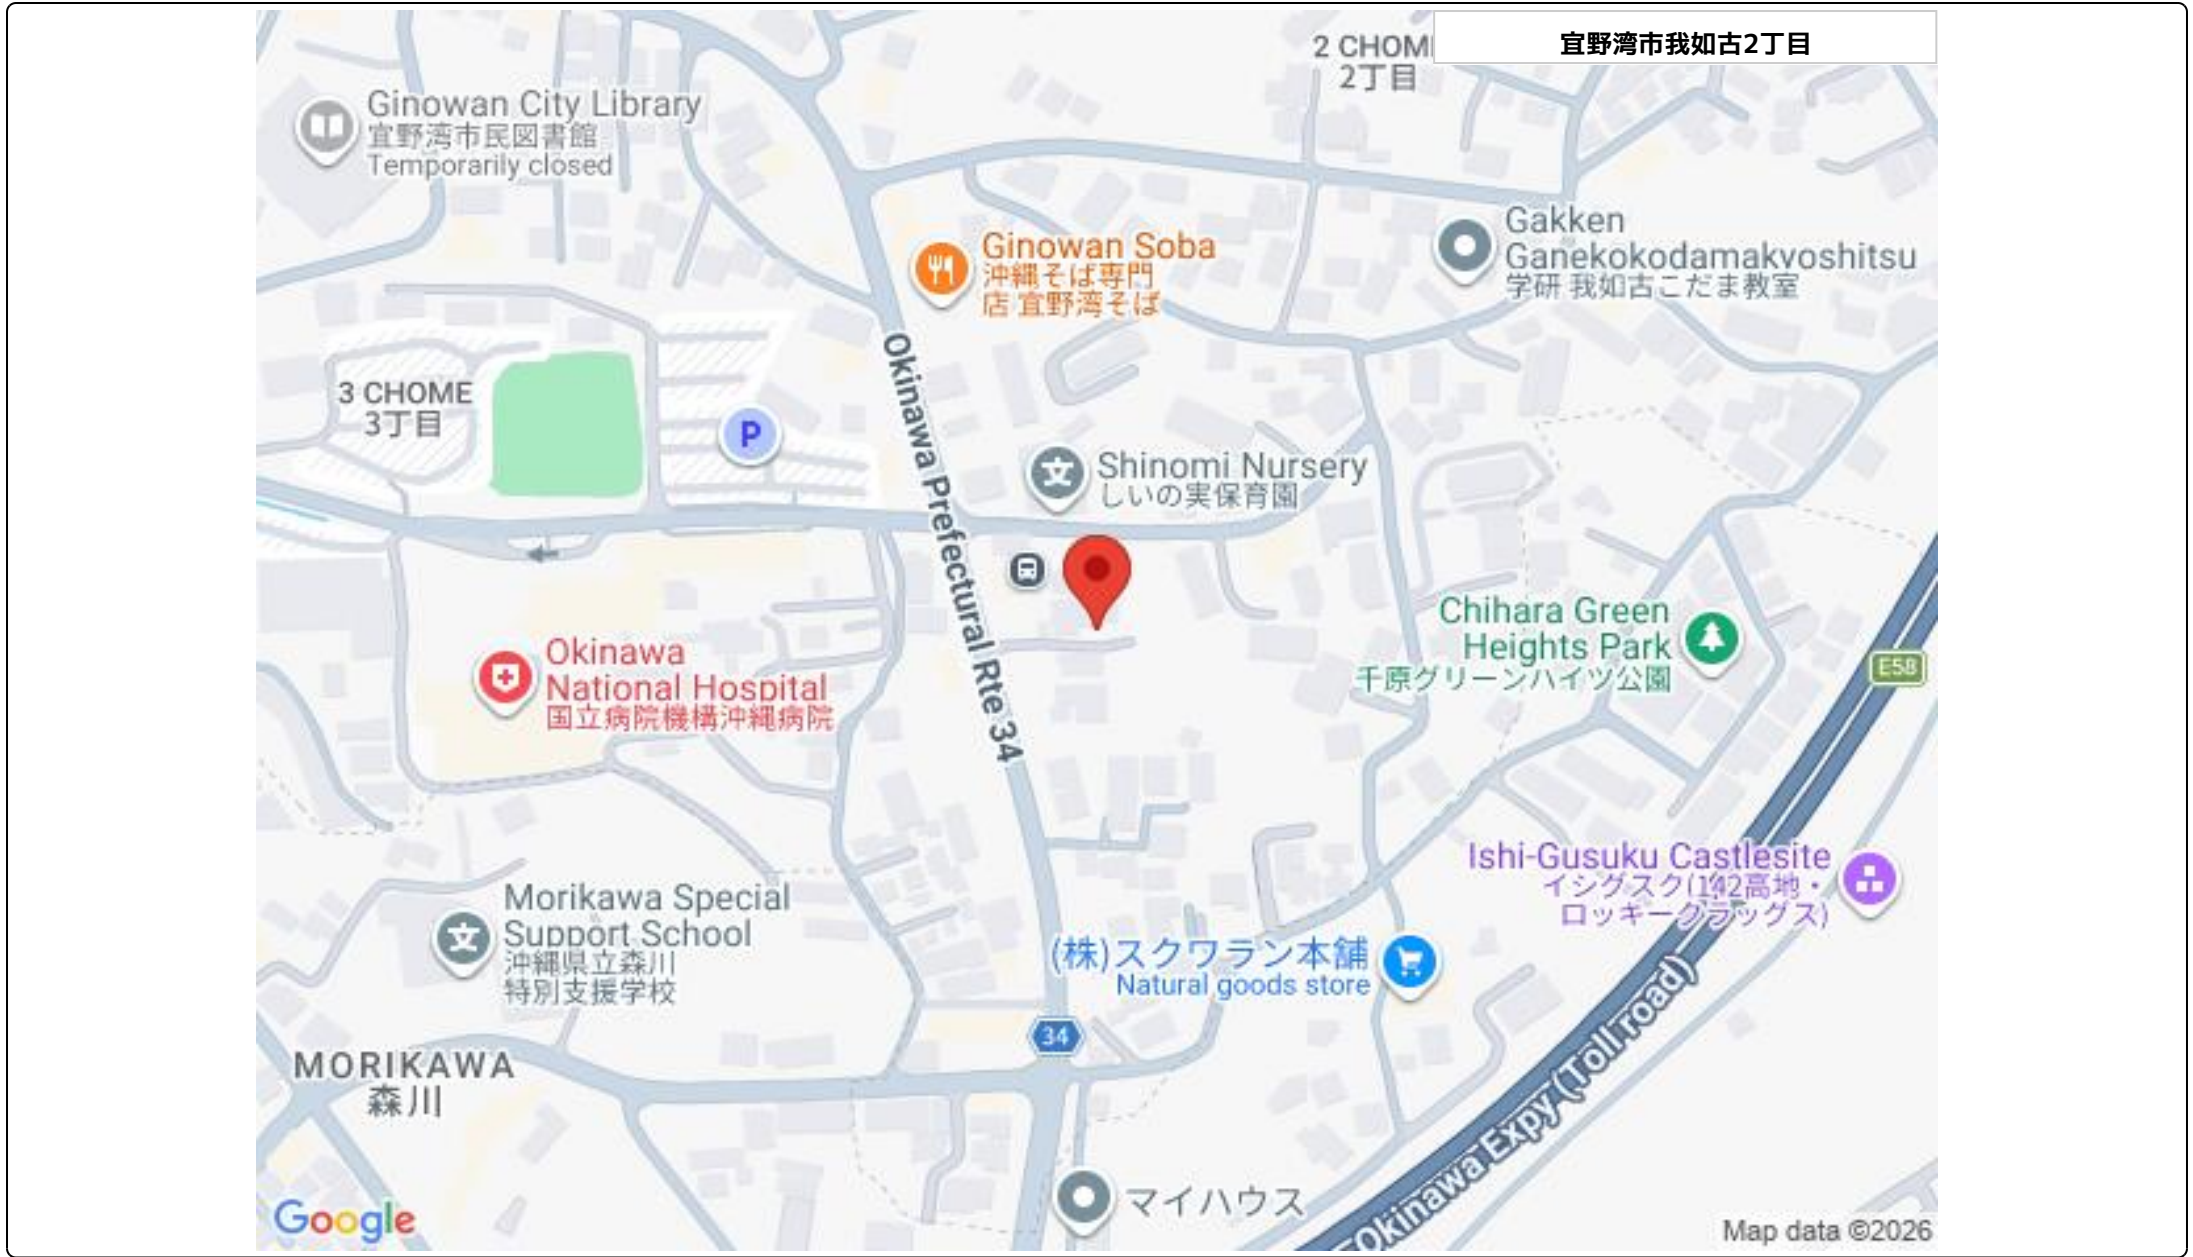 宜野湾市我如古2丁目
2 CHOM
2丁目
Ginowan City Library
宜野湾市民図書館
Temporarily closed
Gakken
Ganekokodamakyoshitsu
学研 我如古こだま教室
Ginowan Soba
沖縄そば専門
店 宜野湾そば
3 CHOME
3丁目
P
Okinawa Prefectural Rte 34
Shinomi Nursery
しいの実保育園
Chihara Green
Heights Park
千原グリーンハイツ公園
E58
Okinawa
National Hospital
国立病院機構沖縄病院
Ishi-Gusuku Castlesite
イシグスク(142高地・
ロッキークラッグス)
Morikawa Special
Support School
沖縄県立森川
特別支援学校
(株)スクワラン本舗
Natural goods store
34
MORIKAWA
森川
Okinawa Expy (Toll road)
マイハウス
Google
Map data ©2026